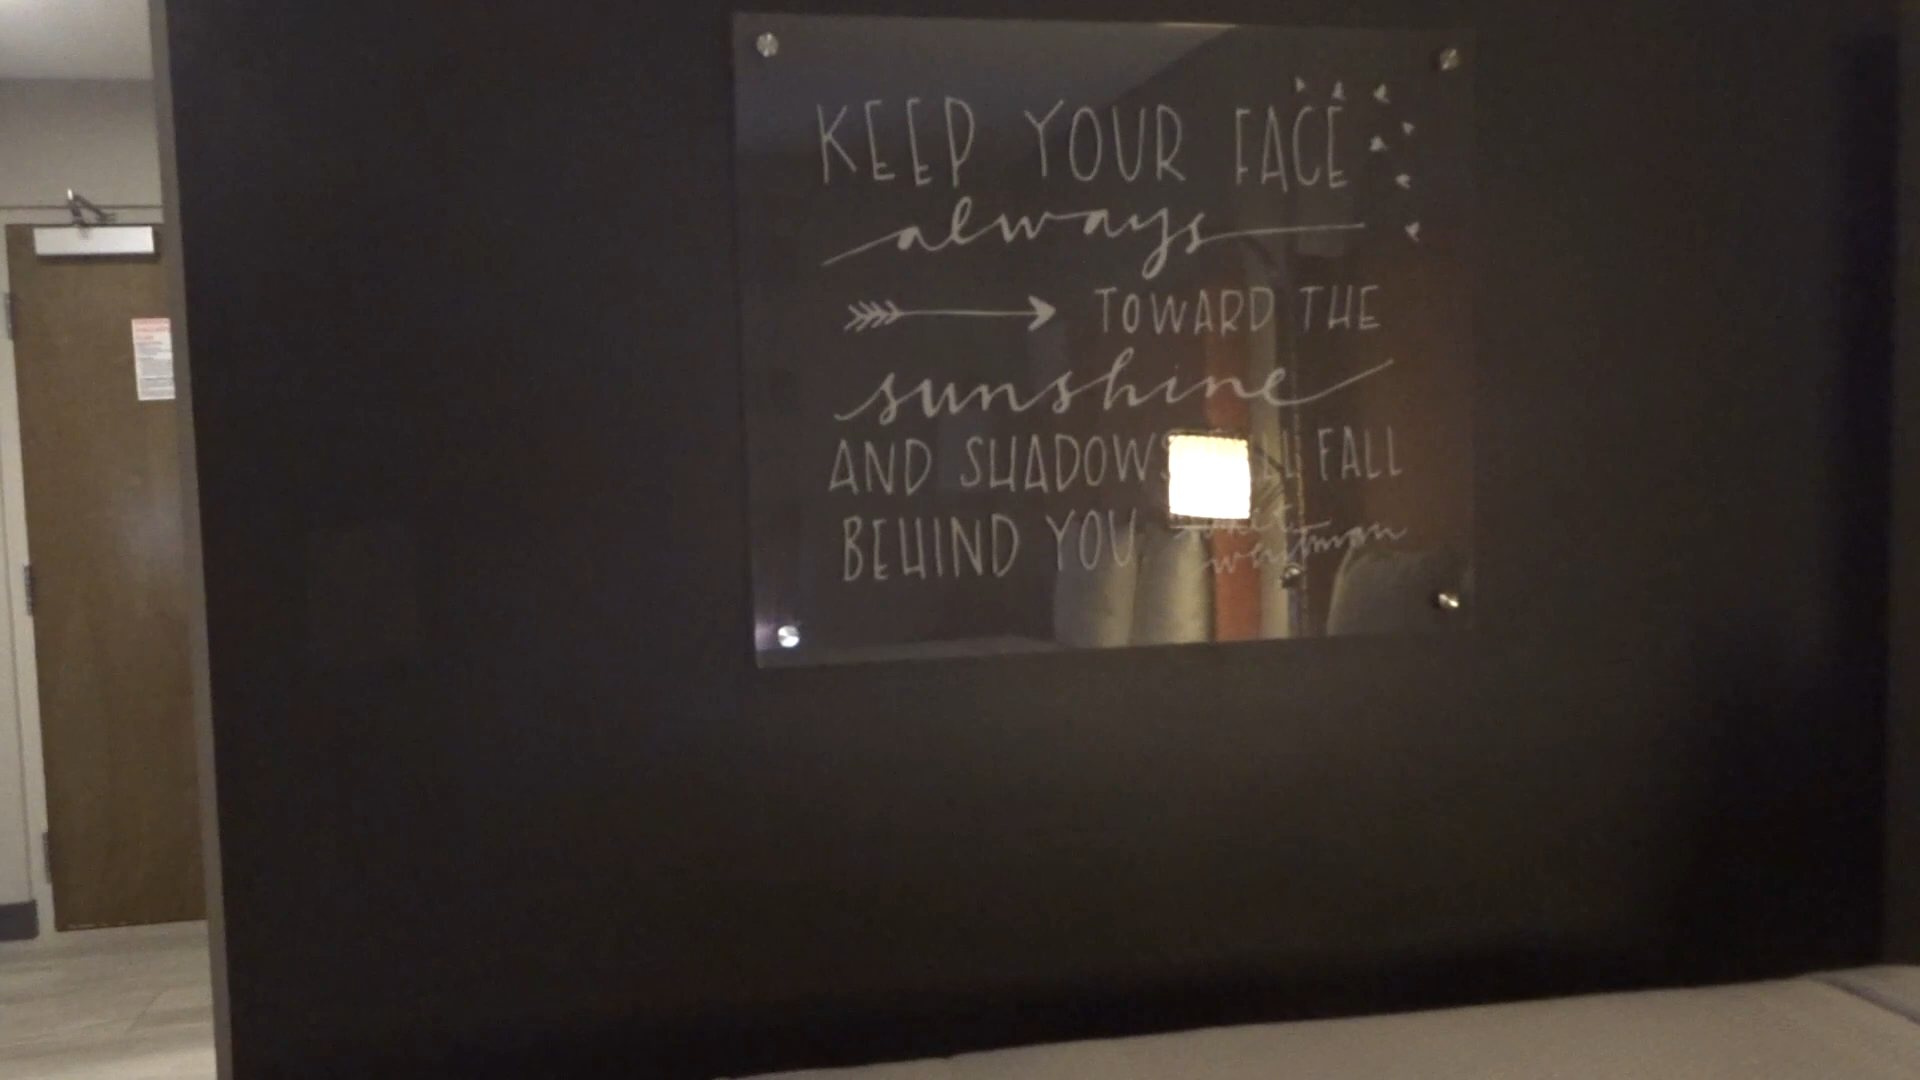 KEEP YOUR FACE
always
TOWARD THE
sunshine
AND SHADOWS FALL
BEHIND YOU